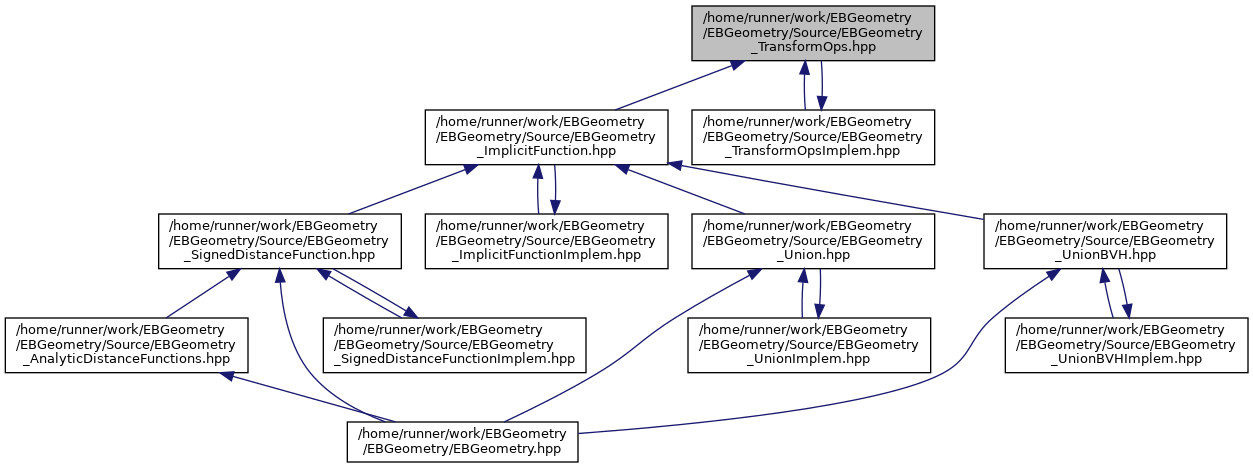 /home/runner/work/EBGeometry
/EBGeometry/Source/EBGeometry
_TransformOps.hpp
/home/runner/work/EBGeometry
/EBGeometry/Source/EBGeometry
_ImplicitFunction.hpp
/home/runner/work/EBGeometry
/EBGeometry/Source/EBGeometry
_TransformOpsImplem.hpp
/home/runner/work/EBGeometry
/EBGeometry/Source/EBGeometry
_SignedDistanceFunction.hpp
/home/runner/work/EBGeometry
/EBGeometry/Source/EBGeometry
_ImplicitFunctionImplem.hpp
/home/runner/work/EBGeometry
/EBGeometry/Source/EBGeometry
_Union.hpp
/home/runner/work/EBGeometry
/EBGeometry/Source/EBGeometry
_UnionBVH.hpp
/home/runner/work/EBGeometry
/EBGeometry/Source/EBGeometry
_AnalyticDistanceFunctions.hpp
/home/runner/work/EBGeometry
/EBGeometry/Source/EBGeometry
_SignedDistanceFunctionImplem.hpp
/home/runner/work/EBGeometry
/EBGeometry/Source/EBGeometry
_UnionImplem.hpp
/home/runner/work/EBGeometry
/EBGeometry/Source/EBGeometry
_UnionBVHImplem.hpp
/home/runner/work/EBGeometry
/EBGeometry/EBGeometry.hpp